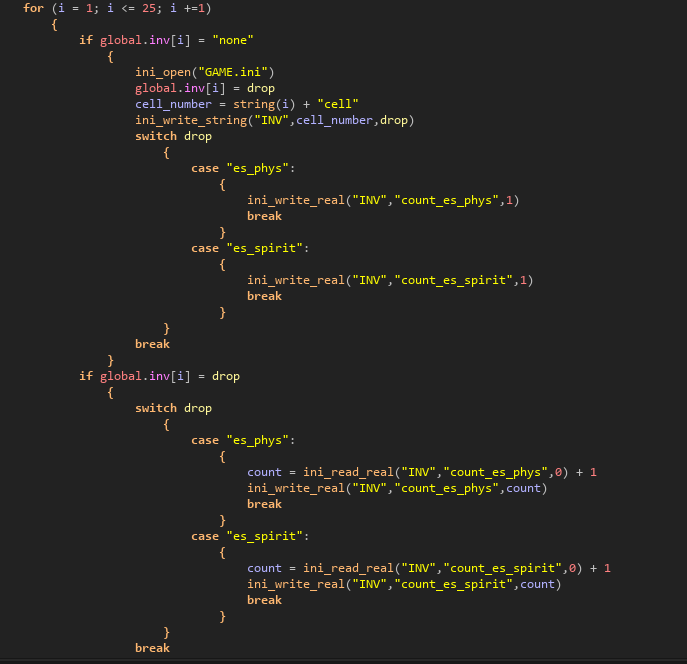 for (i = 1; i <= 25; i +=1)
{
if global.inv[i] = "none"
{
ini_open("GAME.ini")
global.inv[i] = drop
cell_number = string(i) + "cell"
ini_write_string("INV",cell_number,drop)
switch drop
{
case "es_phys":
{
ini_write_real("INV","count_es_phys",1)
break
}
case "es_spirit":
{
ini_write_real("INV","count_es_spirit",1)
break
}
}
break
}
if global.inv[i] = drop
{
switch drop
{
case "es_phys":
{
count = ini_read_real("INV","count_es_phys",0) + 1
ini_write_real("INV","count_es_phys",count)
break
}
case "es_spirit":
{
count = ini_read_real("INV","count_es_spirit",0) + 1
ini_write_real("INV","count_es_spirit",count)
break
}
}
break